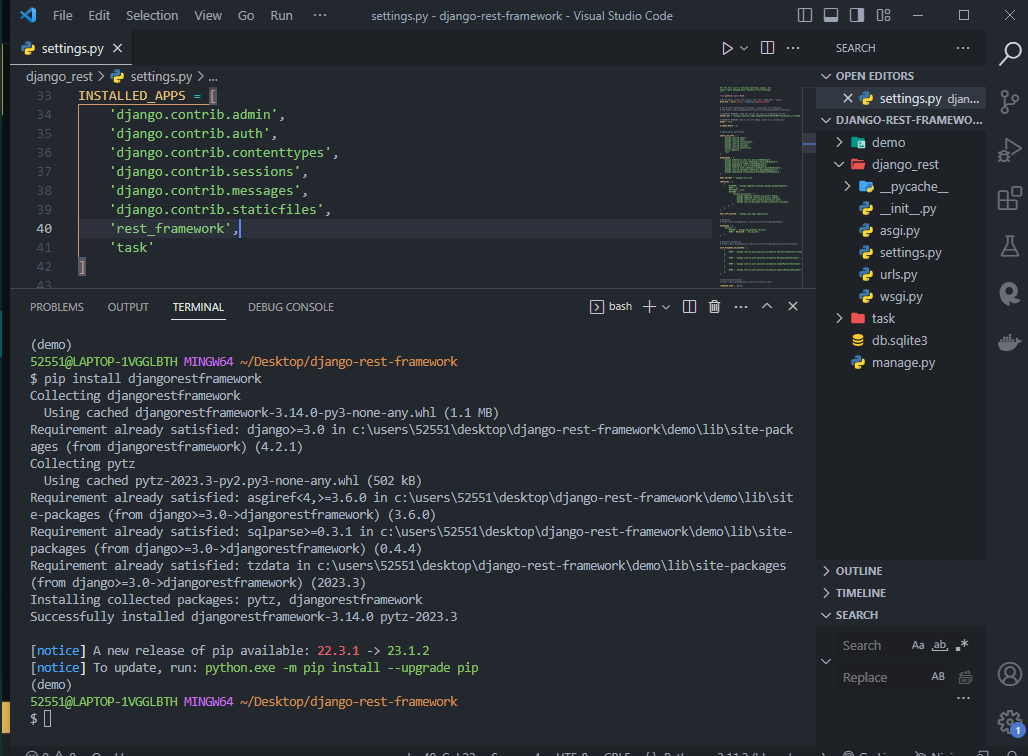 File Edit Selection View Go Run ··· settings.py - django-rest-framework - Visual Studio Code
settings.py
django_rest > settings.py > ...
33 INSTALLED_APPS = [
34 'django.contrib.admin',
35 'django.contrib.auth',
36 'django.contrib.contenttypes',
37 'django.contrib.sessions',
38 'django.contrib.messages',
39 'django.contrib.staticfiles',
40 'rest_framework',
41 'task'
42 ]
43
PROBLEMS OUTPUT TERMINAL DEBUG CONSOLE bash
(demo)
52551@LAPTOP-1VGGLBTH MINGW64 ~/Desktop/django-rest-framework
$ pip install djangorestframework
Collecting djangorestframework
Using cached djangorestframework-3.14.0-py3-none-any.whl (1.1 MB)
Requirement already satisfied: django>=3.0 in c:\users\52551\desktop\django-rest-framework\demo\lib\site-pack
ages (from djangorestframework) (4.2.1)
Collecting pytz
Using cached pytz-2023.3-py2.py3-none-any.whl (502 kB)
Requirement already satisfied: asgiref<4,>=3.6.0 in c:\users\52551\desktop\django-rest-framework\demo\lib\sit
e-packages (from django>=3.0->djangorestframework) (3.6.0)
Requirement already satisfied: sqlparse>=0.3.1 in c:\users\52551\desktop\django-rest-framework\demo\lib\site-
packages (from django>=3.0->djangorestframework) (0.4.4)
Requirement already satisfied: tzdata in c:\users\52551\desktop\django-rest-framework\demo\lib\site-packages
(from django>=3.0->djangorestframework) (2023.3)
Installing collected packages: pytz, djangorestframework
Successfully installed djangorestframework-3.14.0 pytz-2023.3
[notice] A new release of pip available: 22.3.1 -> 23.1.2
[notice] To update, run: python.exe -m pip install --upgrade pip
(demo)
52551@LAPTOP-1VGGLBTH MINGW64 ~/Desktop/django-rest-framework
$
SEARCH
OPEN EDITORS
settings.py djan...
DJANGO-REST-FRAMEWO...
demo
django_rest
__pycache__
__init__.py
asgi.py
settings.py
urls.py
wsgi.py
task
db.sqlite3
manage.py
OUTLINE
TIMELINE
SEARCH
Search Aa ab .*
Replace AB
1